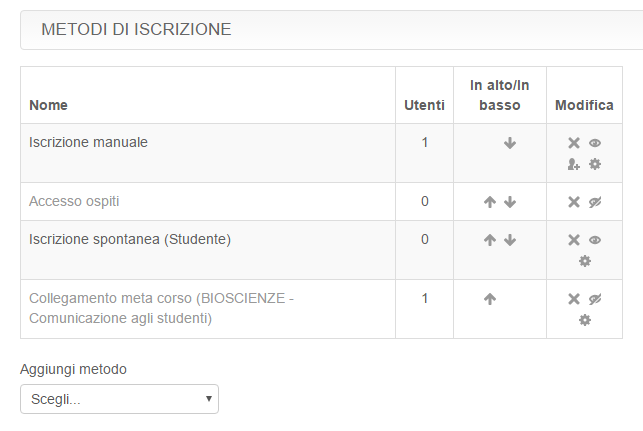 METODI DI ISCRIZIONE
Nome Utenti In alto/In basso Modifica
Iscrizione manuale 1
Accesso ospiti 0
Iscrizione spontanea (Studente) 0
Collegamento meta corso (BIOSCIENZE - 1
Comunicazione agli studenti)
Aggiungi metodo
Scegli...